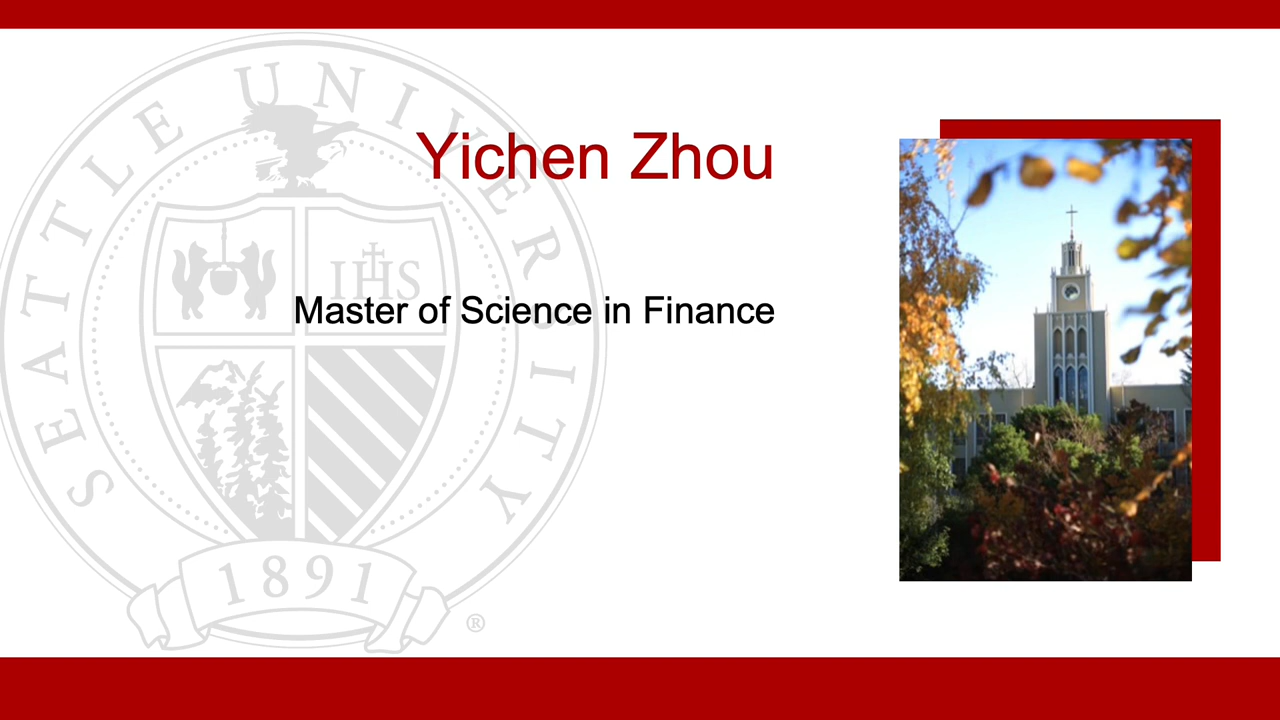 SEATTLE UNIVERSITY
Yichen Zhou
IHS
Master of Science in Finance
1891
®